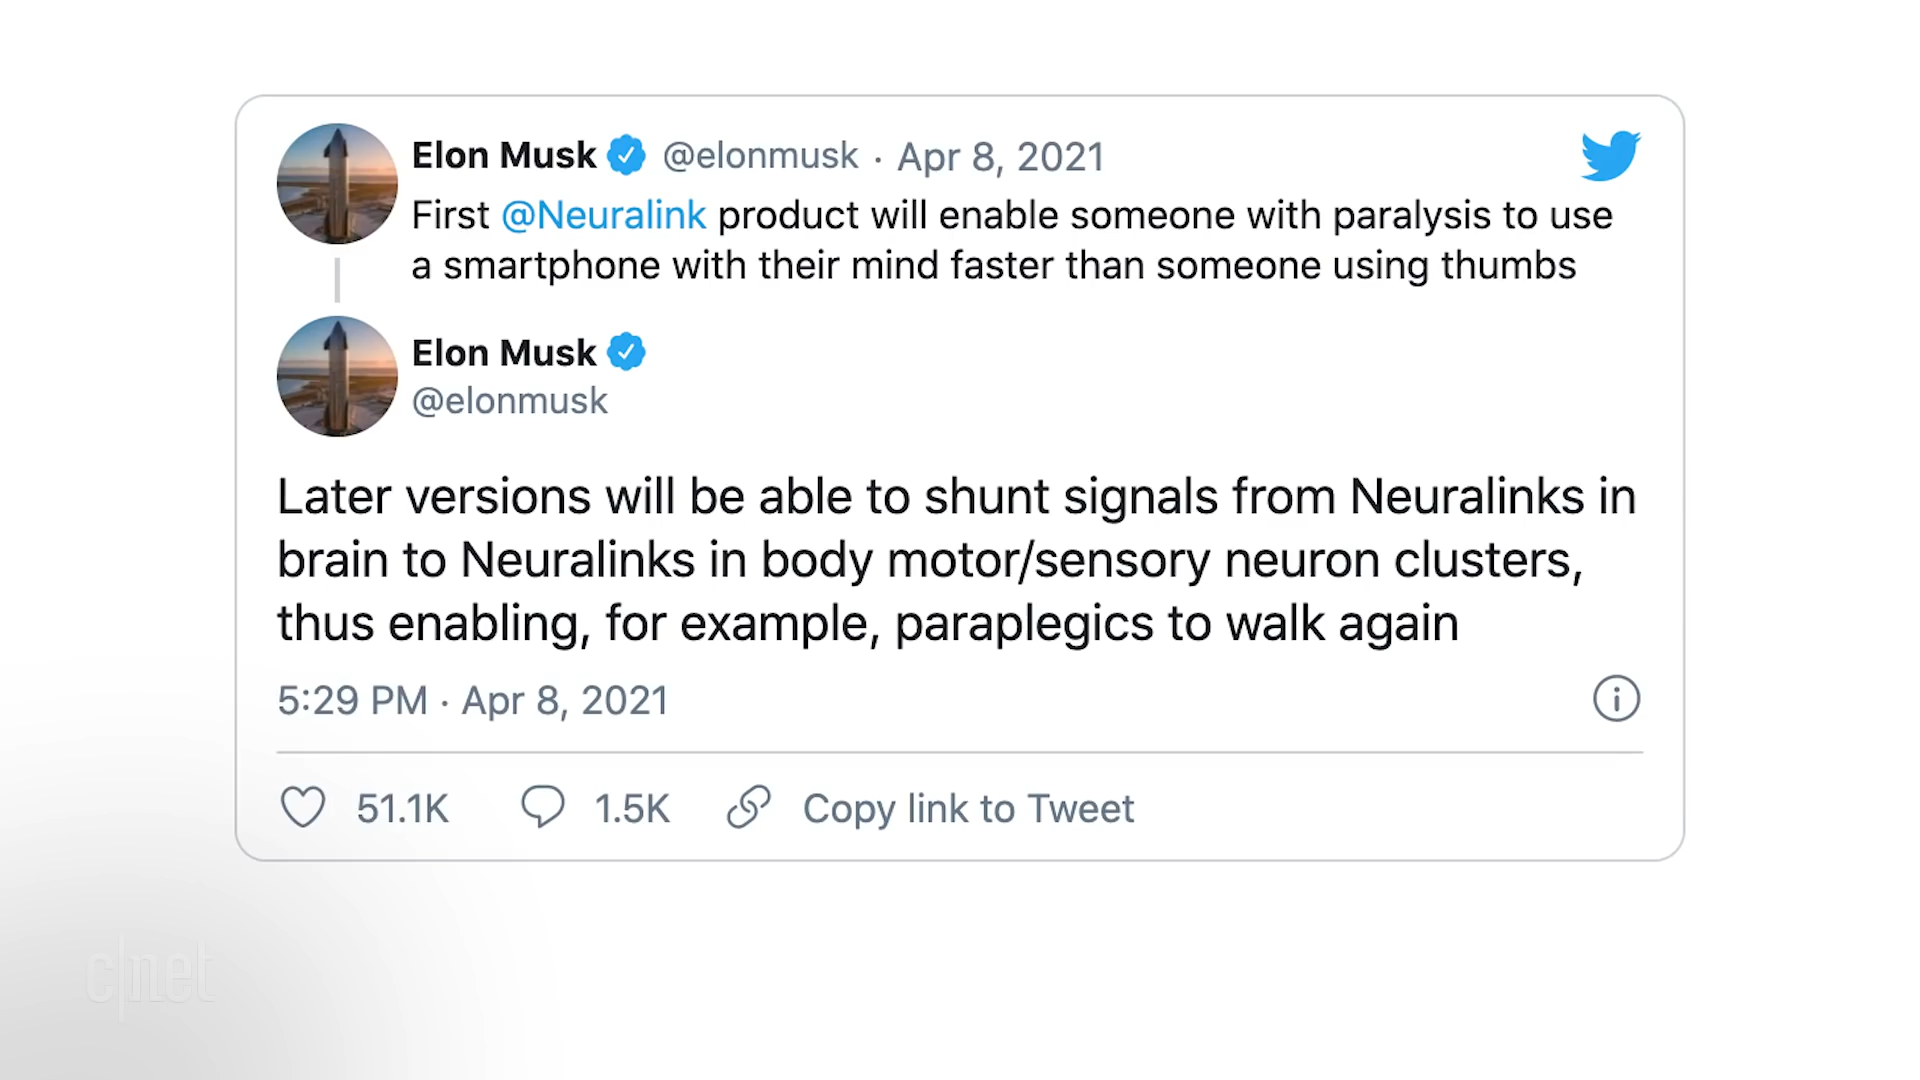 Elon Musk @elonmusk · Apr 8, 2021
First @Neuralink product will enable someone with paralysis to use
a smartphone with their mind faster than someone using thumbs
Elon Musk
@elonmusk
Later versions will be able to shunt signals from Neuralinks in
brain to Neuralinks in body motor/sensory neuron clusters,
thus enabling, for example, paraplegics to walk again
5:29 PM · Apr 8, 2021
51.1K 1.5K Copy link to Tweet
c|net